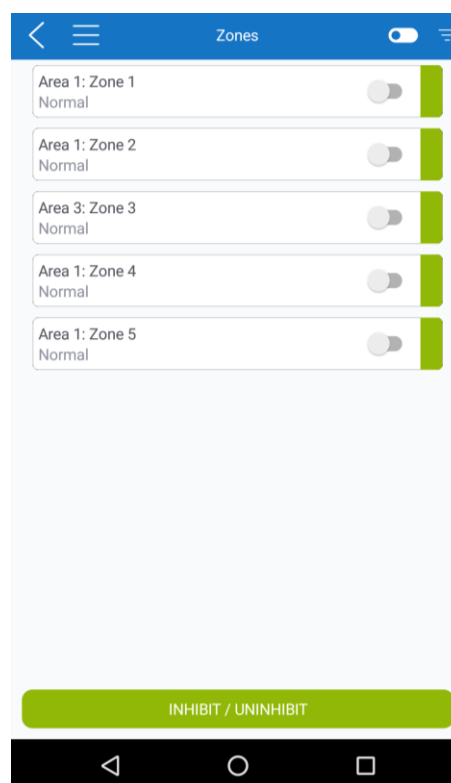 Zones
Area 1: Zone 1
Normal
Area 1: Zone 2
Normal
Area 3: Zone 3
Normal
Area 1: Zone 4
Normal
Area 1: Zone 5
Normal
INHIBIT / UNINHIBIT